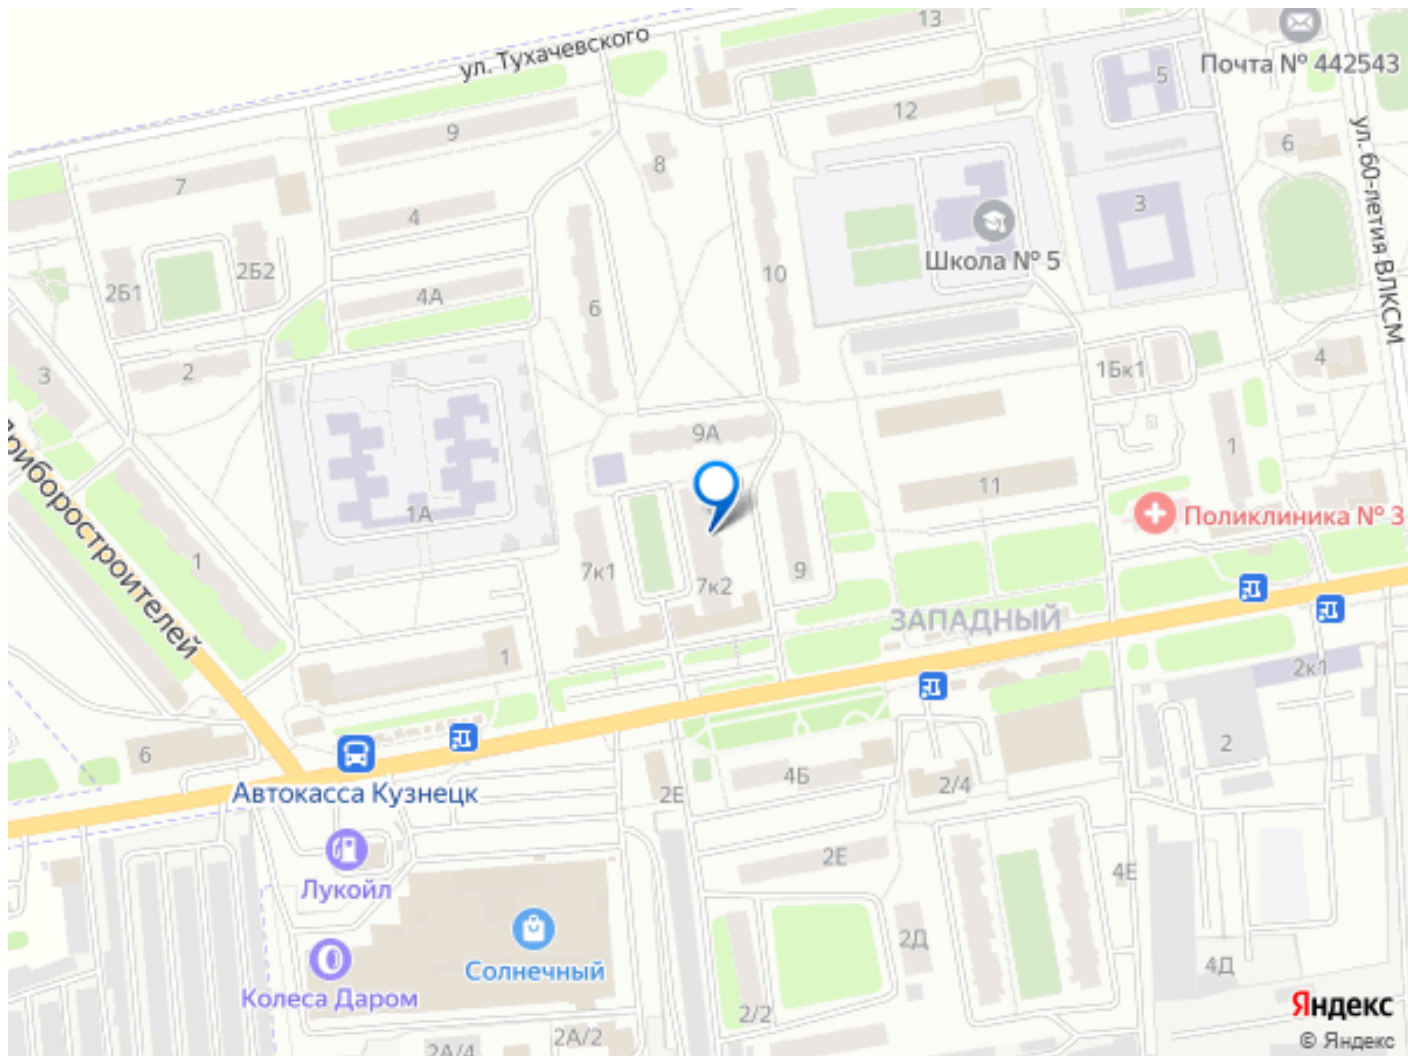 13
Почта № 442543
ул. Тухачевского
5
12
9
6
8
ул. 60-летия ВЛКСМ
7
3
4
Школа № 5
2Б1
2Б2
10
4А
6
4
3
2
1Бк1
9А
1
Приборостроителей
11
1А
Поликлиника № 3
1
7к1
7к2
9
ЗАПАДНЫЙ
1
2к1
6
2
Автокасса Кузнецк
2Е
4Б
2/4
Лукойл
2Е
4Е
2Д
Солнечный
4Д
Колеса Даром
2/2
Яндекс
2А/4
2А/2
© Яндекс